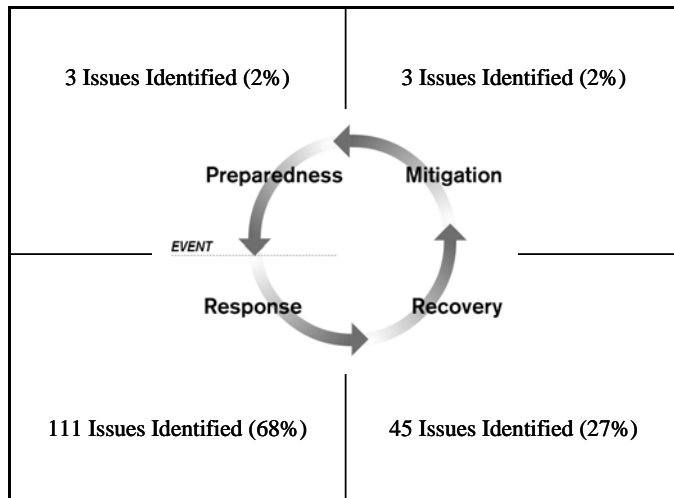 3 Issues Identified (2%)
3 Issues Identified (2%)
Preparedness
Mitigation
EVENT
Response
Recovery
111 Issues Identified (68%)
45 Issues Identified (27%)